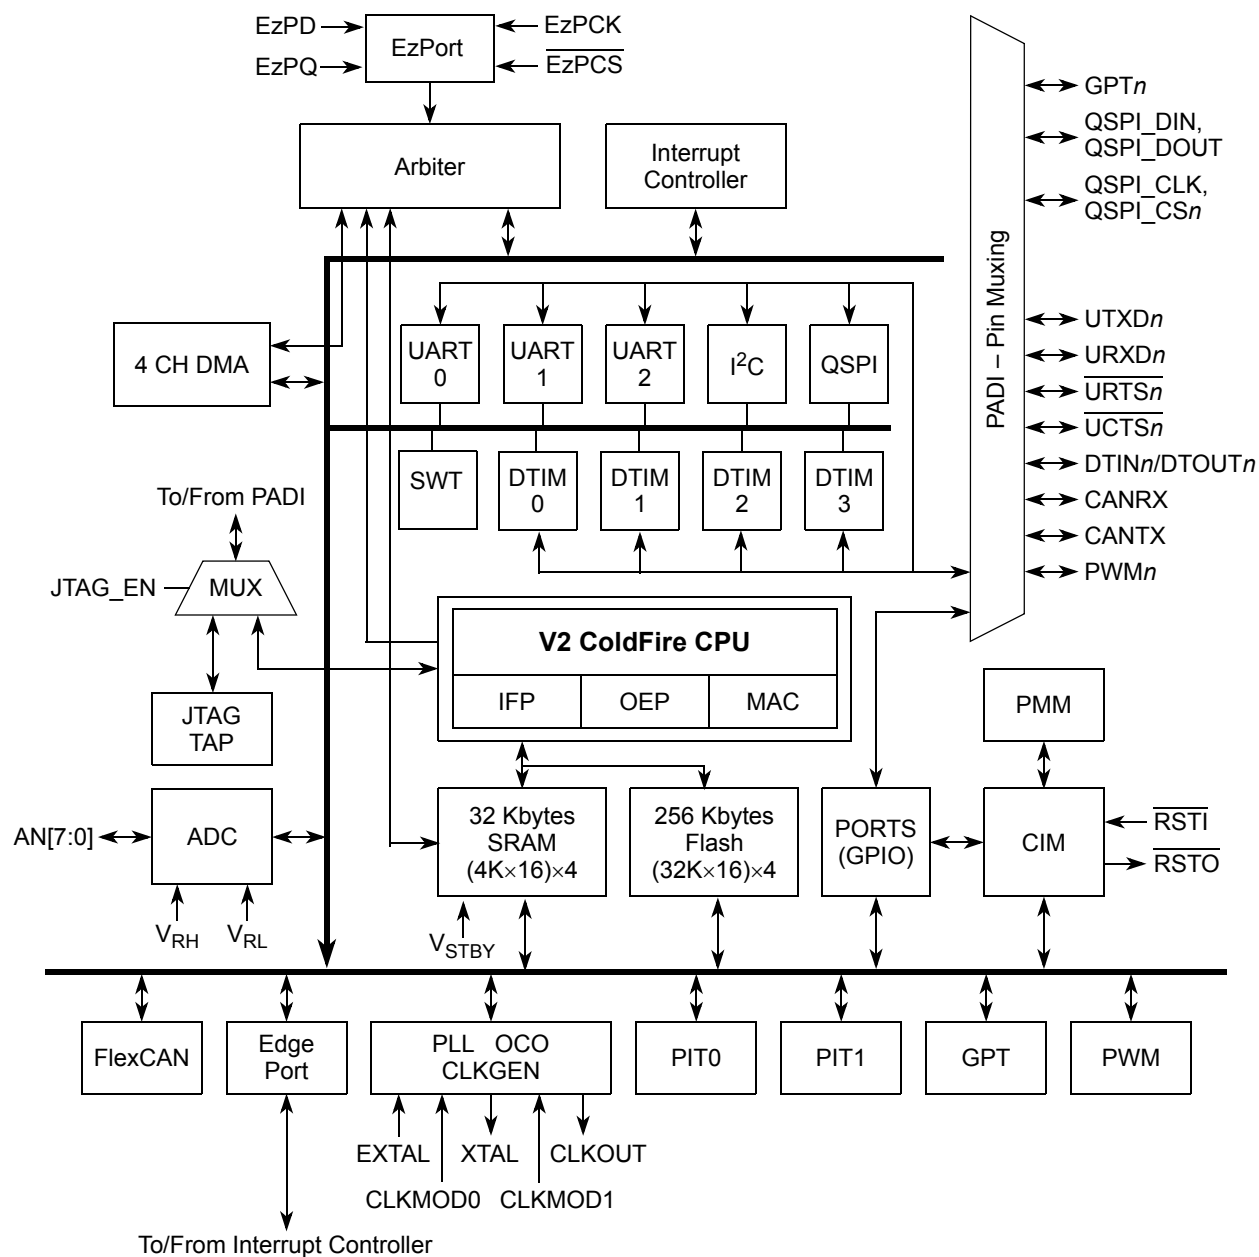 EzPD
EzPQ
EzPort
EzPCK
EzPCS
Arbiter
Interrupt
Controller
PADI – Pin Muxing
GPTn
QSPI_DIN,
QSPI_DOUT
QSPI_CLK,
QSPI_CSn
UTXDn
URXDn
URTSn
UCTSn
DTINn/DTOUTn
CANRX
CANTX
PWMn
4 CH DMA
UART
0
UART
1
UART
2
I²C
QSPI
SWT
DTIM
0
DTIM
1
DTIM
2
DTIM
3
To/From PADI
JTAG_EN
MUX
JTAG
TAP
V2 ColdFire CPU
IFP
OEP
MAC
PMM
AN[7:0]
ADC
VRH
VRL
32 Kbytes
SRAM
(4K×16)×4
VSTBY
256 Kbytes
Flash
(32K×16)×4
PORTS
(GPIO)
CIM
RSTI
RSTO
FlexCAN
Edge
Port
PLL OCO
CLKGEN
PIT0
PIT1
GPT
PWM
EXTAL
XTAL
CLKOUT
CLKMOD0
CLKMOD1
To/From Interrupt Controller